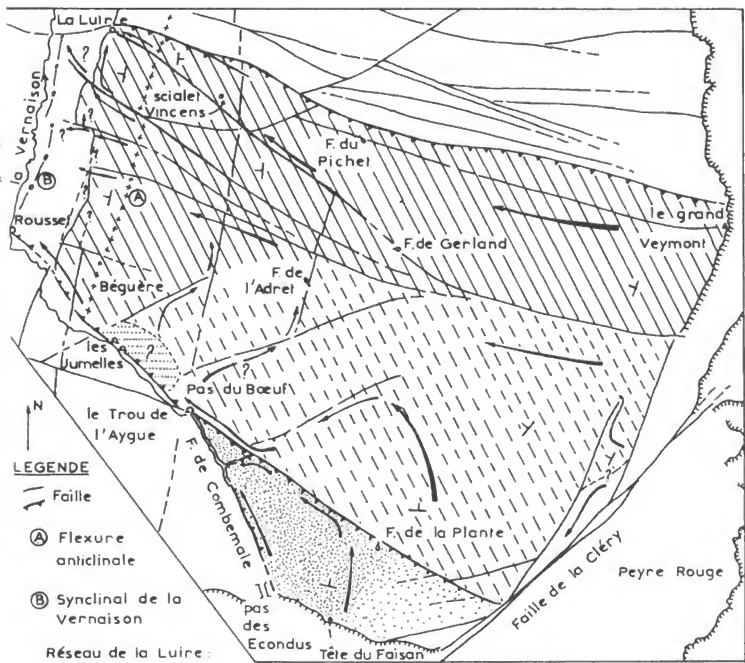 La Luire
la Vernaison
scialet
Vincens
?
F. du
Pichet
?
?
B
A
Rousset
le grand
Veymont
F. de Gerland
F. de
l'Adret
Béguère
?
les
Jumelles
?
Pas du Bœuf
le Trou de
l'Aygue
N
F. de Combemale
LEGENDE
Faille
F. de la Plante
A Flexure
anticlinale
Faille de la Cléry
Peyre Rouge
B Synclinal de la
Vernaison
pas
des
Econdus
Tête du Faisan
Réseau de la Luire :